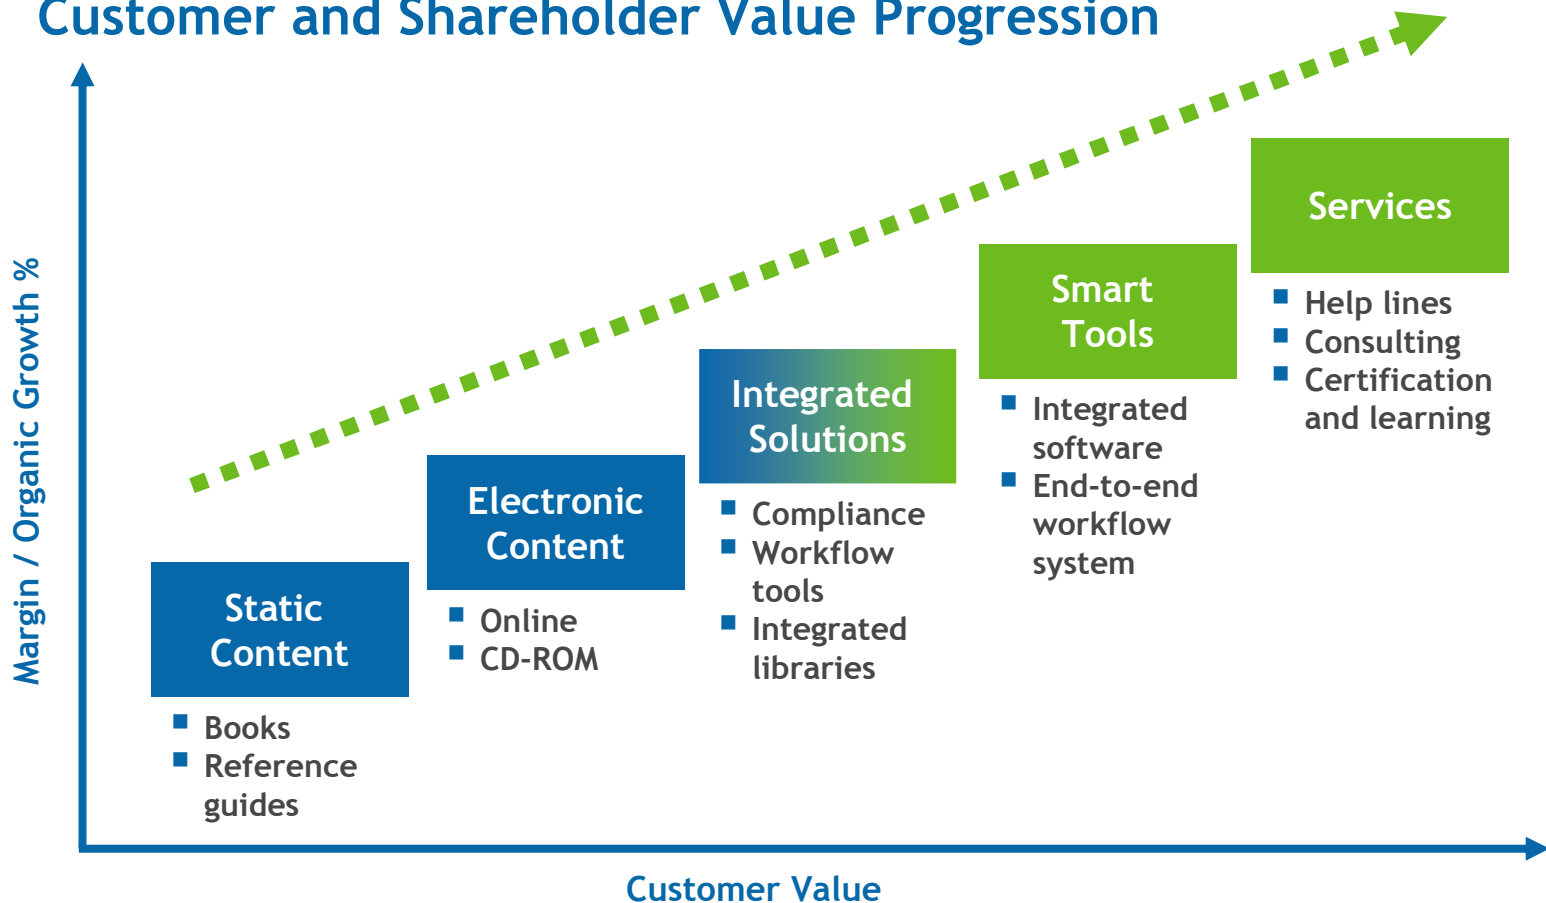 Customer and Shareholder Value Progression
Margin / Organic Growth %
Static
Content
Books
Reference
guides
Electronic
Content
Online
CD-ROM
Integrated
Solutions
Compliance
Workflow
tools
Integrated
libraries
Smart
Tools
Integrated
software
End-to-end
workflow
system
Services
Help lines
Consulting
Certification
and learning
Customer Value